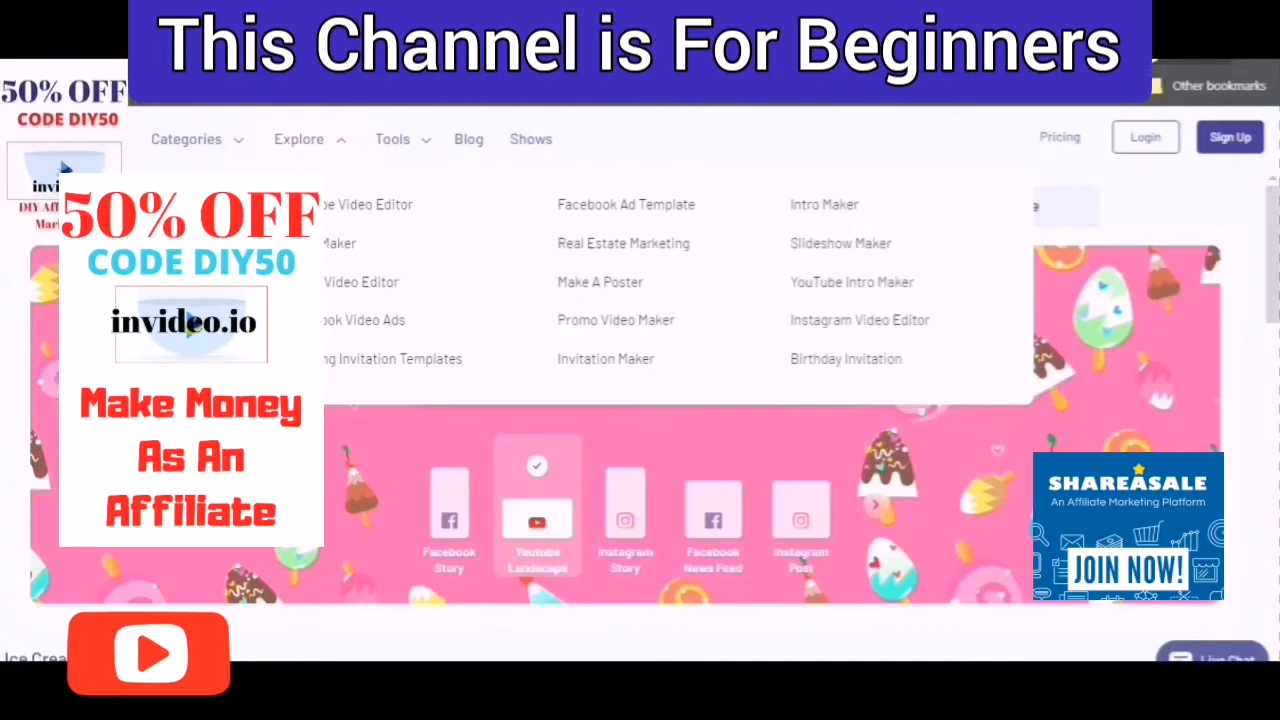 This Channel is For Beginners
Other bookmarks
50% OFF
CODE DIY50
Categories
Explore
Tools
Blog
Shows
Pricing
Login
Sign Up
50% OFF
CODE DIY50
invideo.io
Make Money
As An
Affiliate
Video Editor
Facebook Ad Template
Intro Maker
Maker
Real Estate Marketing
Slideshow Maker
Video Editor
Make A Poster
YouTube Intro Maker
Video Ads
Promo Video Maker
Instagram Video Editor
Invitation Templates
Invitation Maker
Birthday Invitation
Facebook
Story
Youtube
Landscape
Instagram
Story
Facebook
News Feed
Instagram
Post
SHAREASALE
An Affiliate Marketing Platform
JOIN NOW!
Live Chat